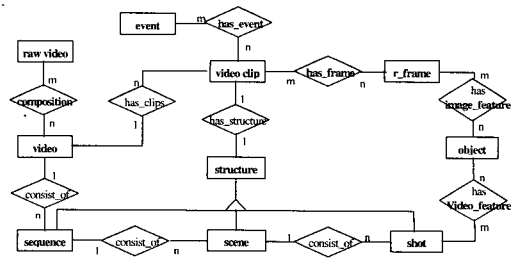 event
m
has_event
n
raw video
video clip
has_frame
r_frame
m
n
m
n
1
m
composition
has_clips
has
image_feature
n
has_structure
1
1
n
video
structure
object
1
n
consist_of
has
Video_feature
n
m
sequence
consist_of
scene
consist_of
shot
1
n
1
n